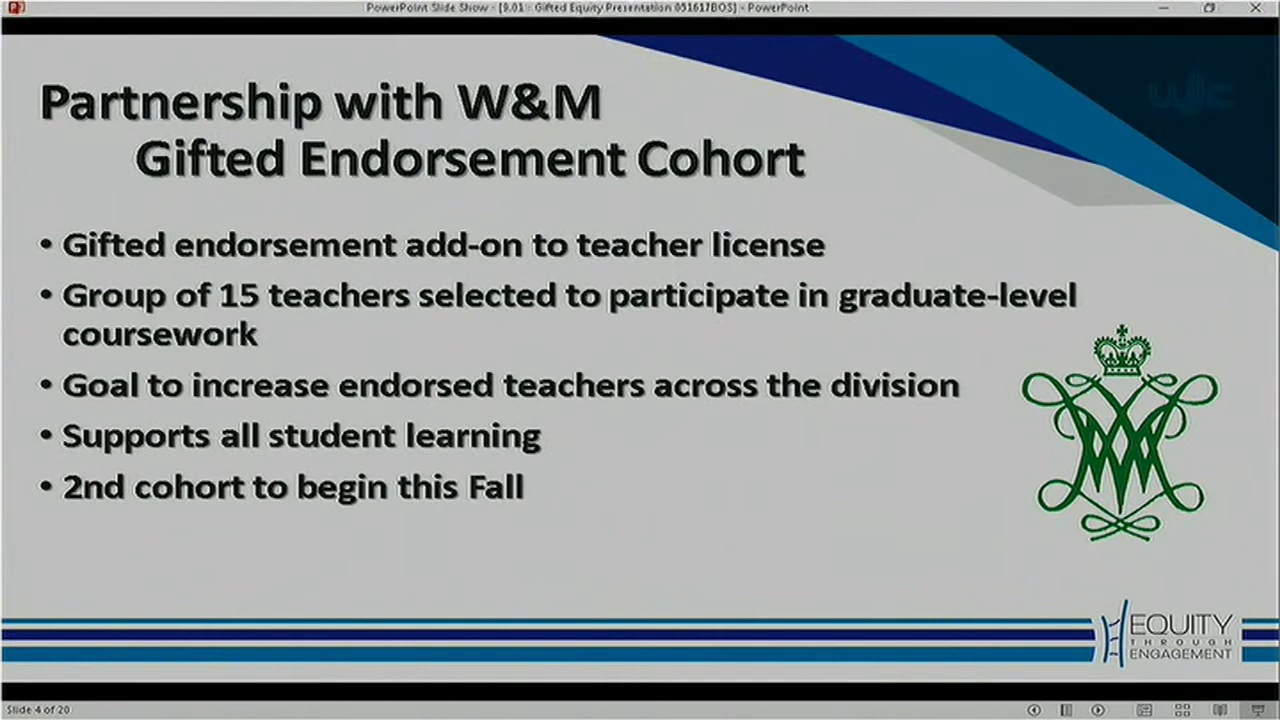 PowerPoint Slide Show - [9.01 - Gifted Equity Presentation 051617BOS] - PowerPoint
wjcc
Partnership with W&M
Gifted Endorsement Cohort
• Gifted endorsement add-on to teacher license
• Group of 15 teachers selected to participate in graduate-level
coursework
• Goal to increase endorsed teachers across the division
• Supports all student learning
• 2nd cohort to begin this Fall
EQUITY
THROUGH
ENGAGEMENT
Slide 4 of 20